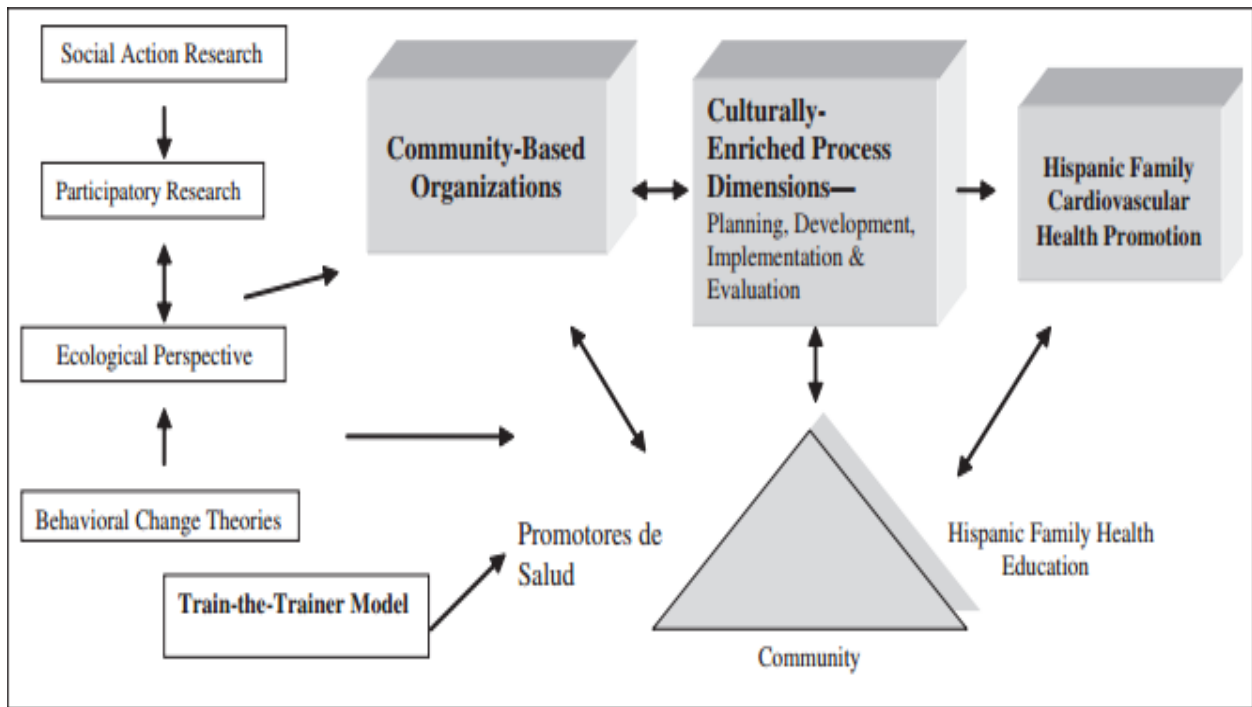 Social Action Research
Participatory Research
Ecological Perspective
Behavioral Change Theories
Train-the-Trainer Model
Community-Based
Organizations
Culturally-
Enriched Process
Dimensions—
Planning, Development,
Implementation &
Evaluation
Hispanic Family
Cardiovascular
Health Promotion
Promotores de
Salud
Hispanic Family Health
Education
Community